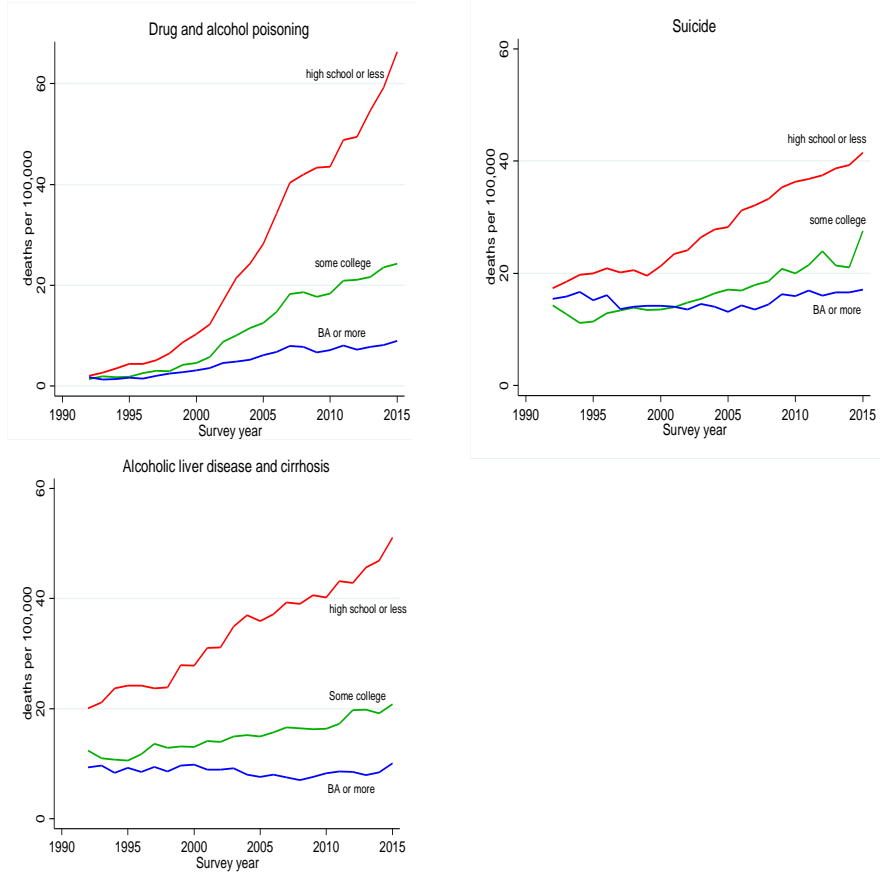 Drug and alcohol poisoning
60
40
20
0
deaths per 100,000
high school or less
some college
BA or more
1990 1995 2000 2005 2010 2015
Survey year
Suicide
60
40
20
0
deaths per 100,000
high school or less
some college
BA or more
1990 1995 2000 2005 2010 2015
Survey year
Alcoholic liver disease and cirrhosis
60
40
20
0
deaths per 100,000
high school or less
Some college
BA or more
1990 1995 2000 2005 2010 2015
Survey year